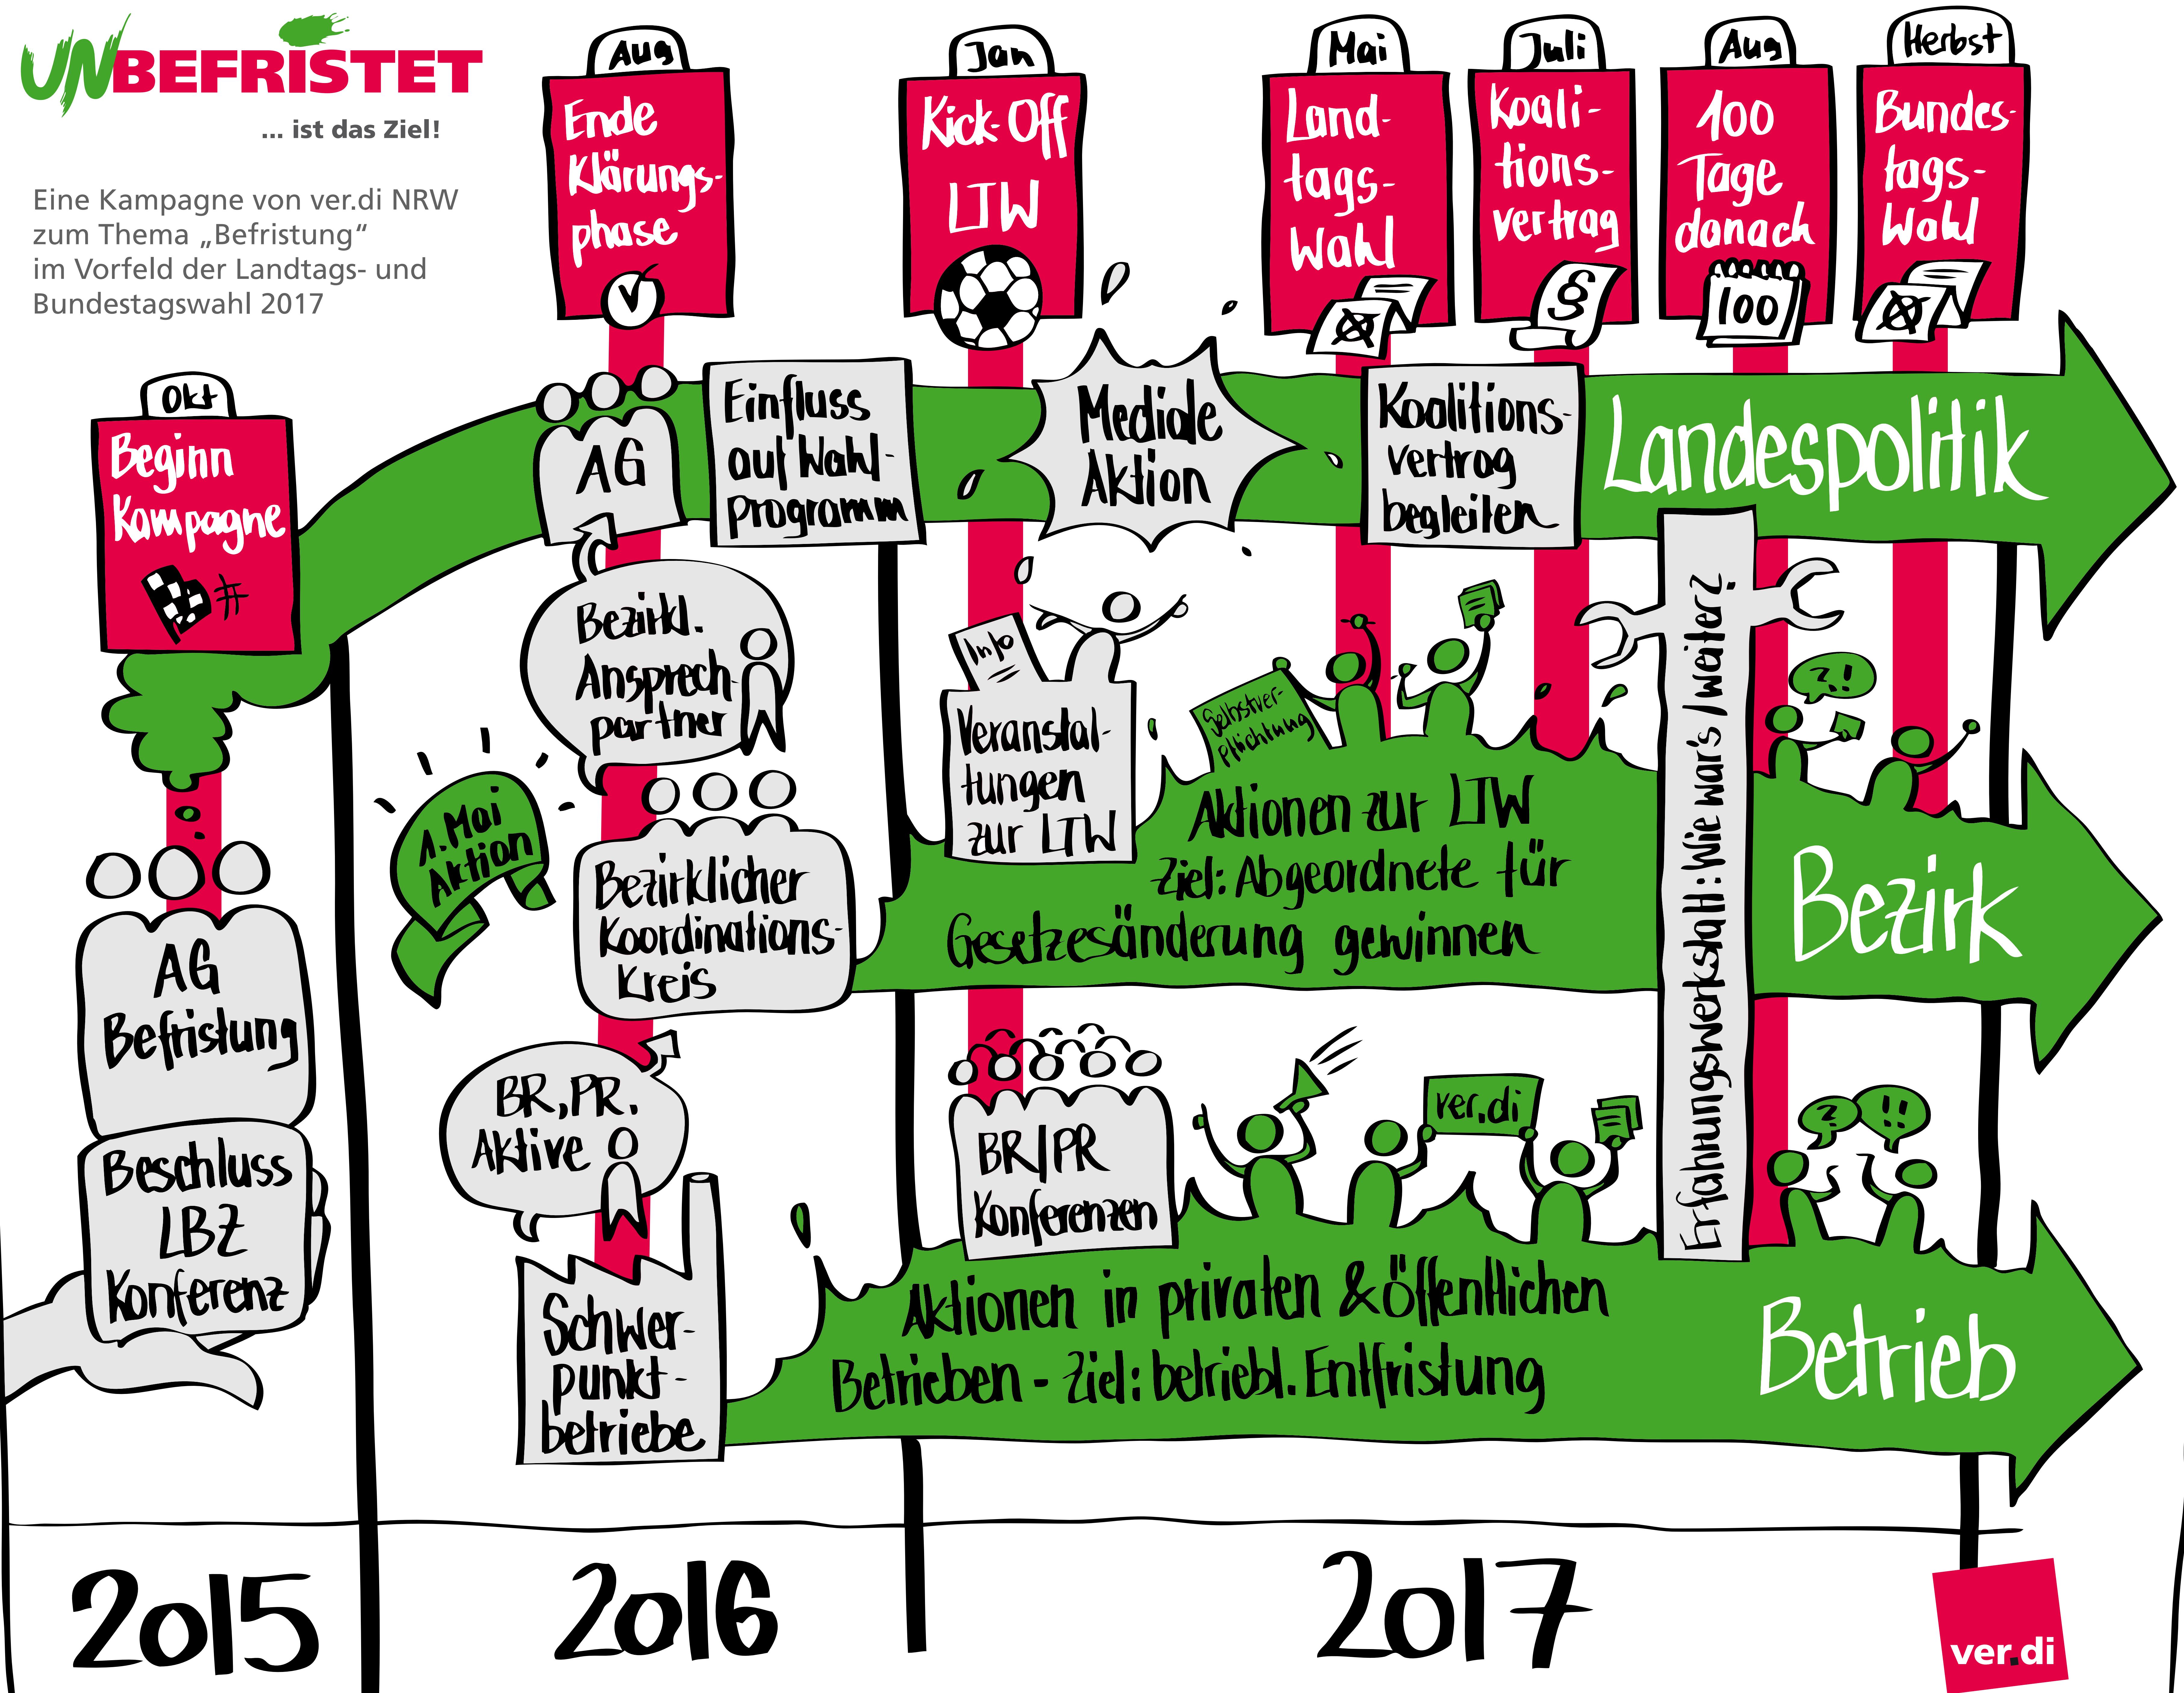 UNBEFRISTET
... ist das Ziel!
Eine Kampagne von ver.di NRW
zum Thema „Befristung“
im Vorfeld der Landtags- und
Bundestagswahl 2017
Okt
Beginn
Kampagne
#
Aug
Ende
Klärungs-
phase
Jan
Kick-Off
LTW
Mai
Land-
tags-
Wahl
Juli
Koali-
tions-
vertrag
§
Aug
100
Tage
danach
100
Herbst
Bundes-
tags-
Wahl
AG
Einfluss
auf Wahl-
Programm
Mediale
Aktion
Koalitions-
vertrag
begleiten
Landespolitik
Bezirkl.
Ansprech-
partner
1. Mai
Aktion
Bezirklicher
Koordinations-
Kreis
Info
Veranstal-
tungen
zur LTW
Selbstver-
pflichtung
Aktionen zur LTW
Ziel: Abgeordnete für
Gesetzesänderung gewinnen
Erfahrungswerkstatt: Wie war's / weiter?
?!!
Bezirk
AG
Befristung
Beschluss
LBZ
Konferenz
BR, PR.
Aktive
Schwer-
punkt-
betriebe
BR/PR
Konferenzen
ver.di
?
!!
Aktionen in privaten & öffentlichen
Betrieben - Ziel: betriebl. Entfristung
Betrieb
2015
2016
2017
ver.di